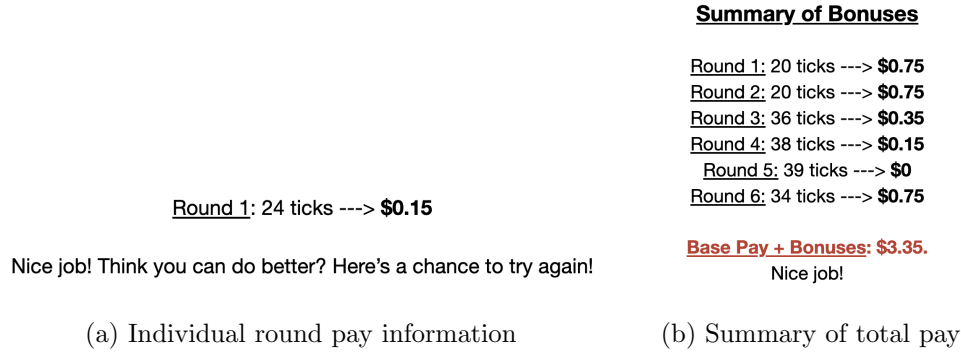 Round 1: 24 ticks ---> $0.15
Nice job! Think you can do better? Here’s a chance to try again!
(a) Individual round pay information
Summary of Bonuses
Round 1: 20 ticks ---> $0.75
Round 2: 20 ticks ---> $0.75
Round 3: 36 ticks ---> $0.35
Round 4: 38 ticks ---> $0.15
Round 5: 39 ticks ---> $0
Round 6: 34 ticks ---> $0.75
Base Pay + Bonuses: $3.35.
Nice job!
(b) Summary of total pay